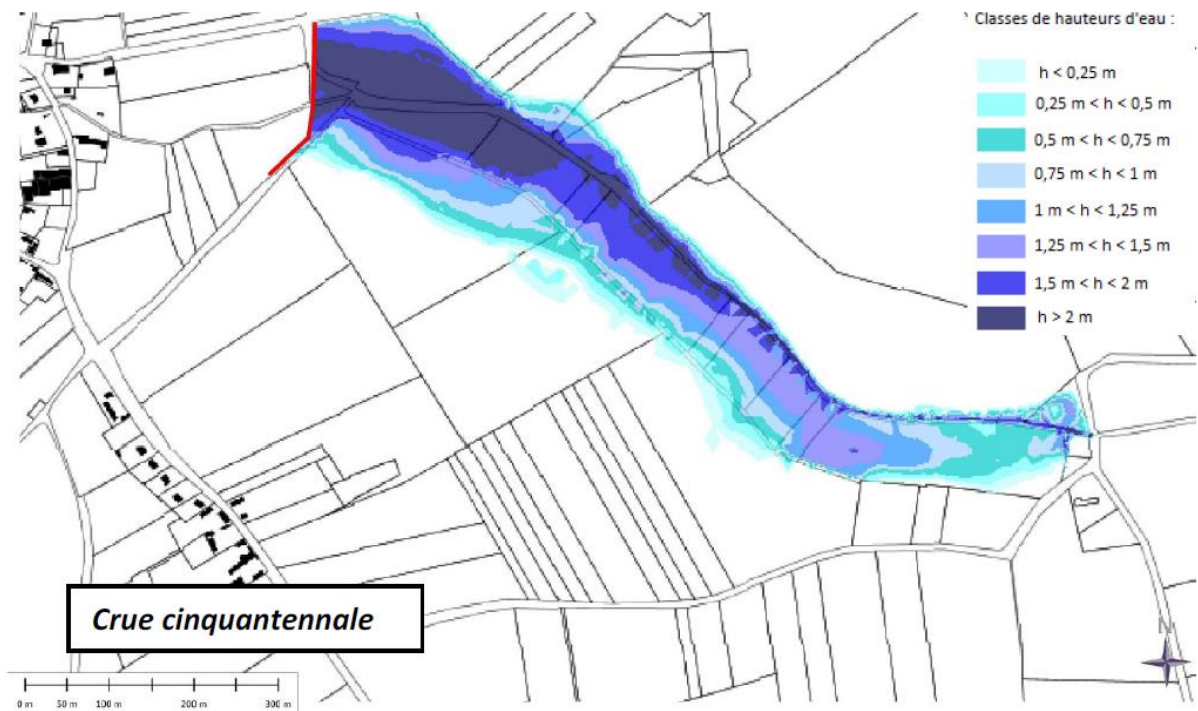 Classes de hauteurs d'eau :
h < 0,25 m
0,25 m < h < 0,5 m
0,5 m < h < 0,75 m
0,75 m < h < 1 m
1 m < h < 1,25 m
1,25 m < h < 1,5 m
1,5 m < h < 2 m
h > 2 m
Crue cinquantennale
N
0 m 50 m 100 m 200 m 300 m